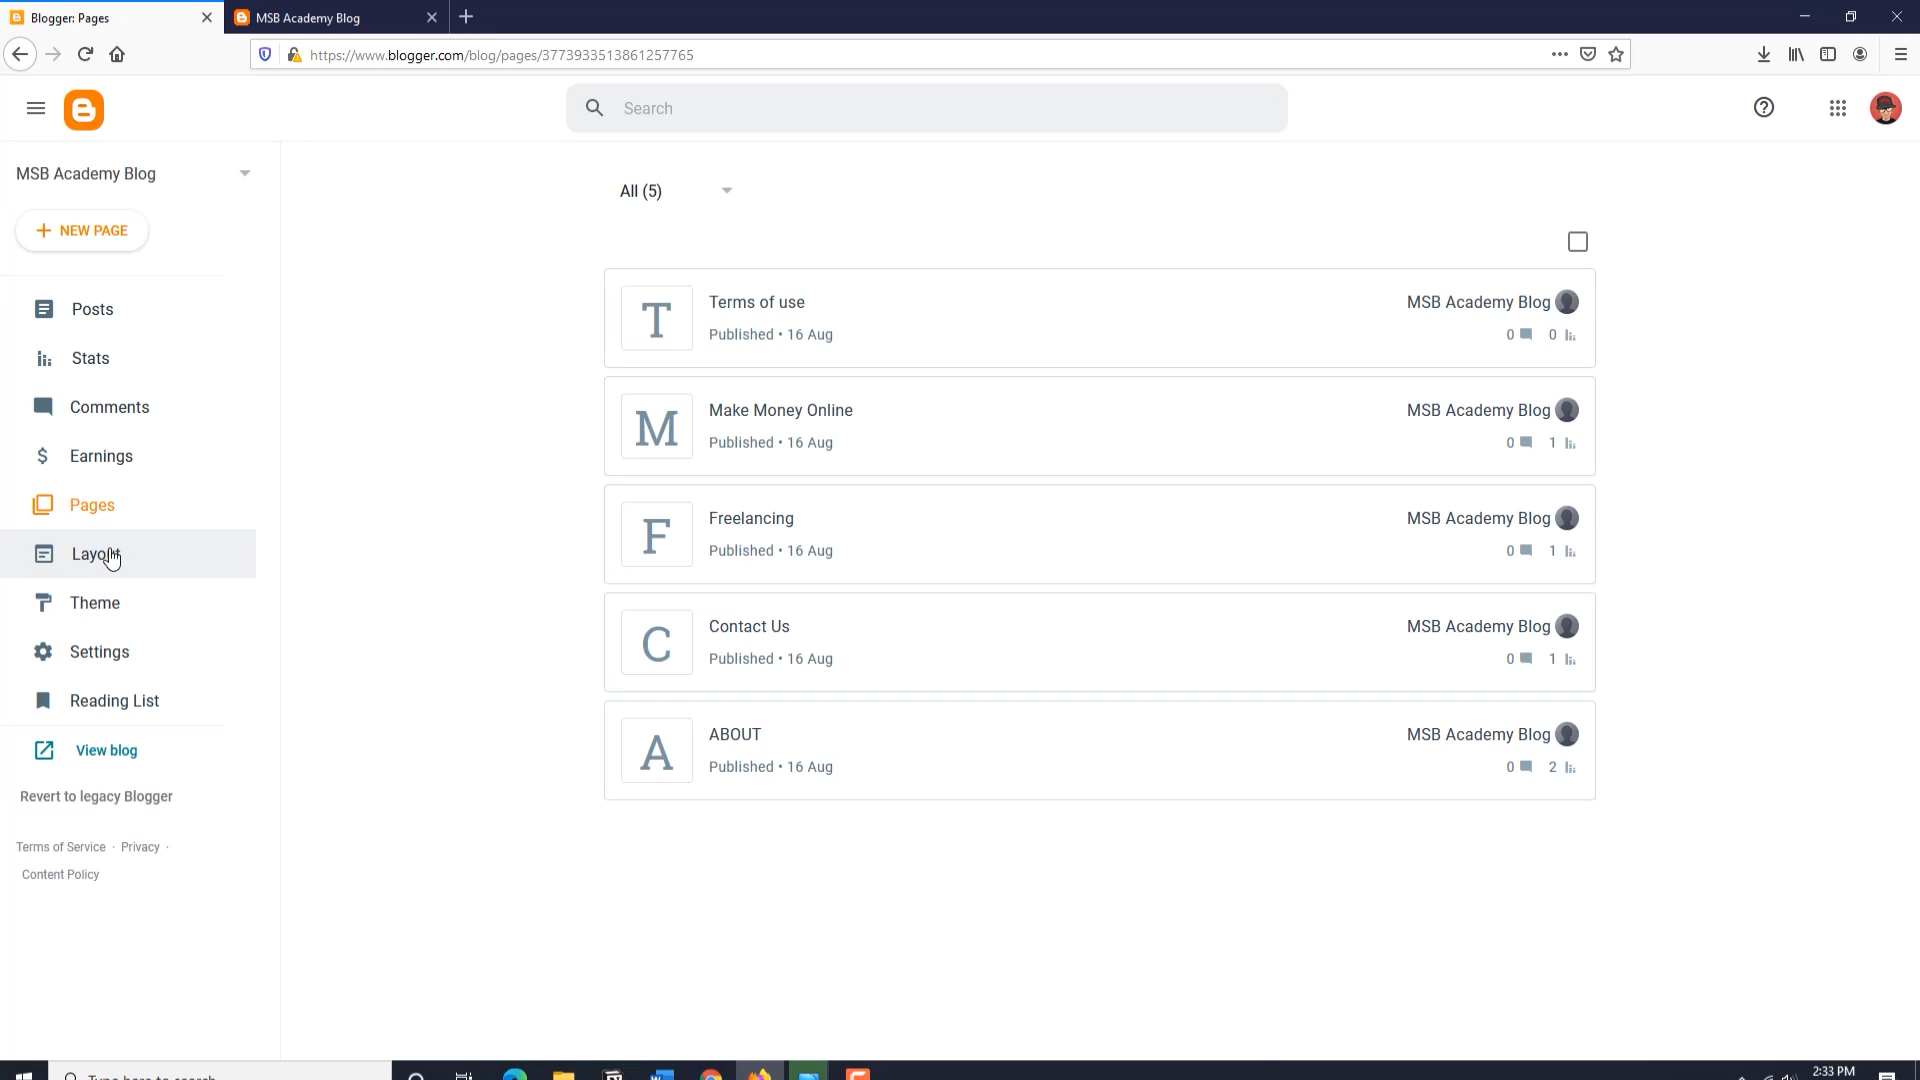 Blogger: Pages
MSB Academy Blog
https://www.blogger.com/blog/pages/3773933513861257765
Search
MSB Academy Blog
NEW PAGE
Posts
Stats
Comments
Earnings
Pages
Layout
Theme
Settings
Reading List
View blog
Revert to legacy Blogger
Terms of Service · Privacy ·
Content Policy
All (5)
T Terms of use MSB Academy Blog
Published • 16 Aug 0 0
M Make Money Online MSB Academy Blog
Published • 16 Aug 0 1
F Freelancing MSB Academy Blog
Published • 16 Aug 0 1
C Contact Us MSB Academy Blog
Published • 16 Aug 0 1
A ABOUT MSB Academy Blog
Published • 16 Aug 0 2
Type here to search
2:33 PM